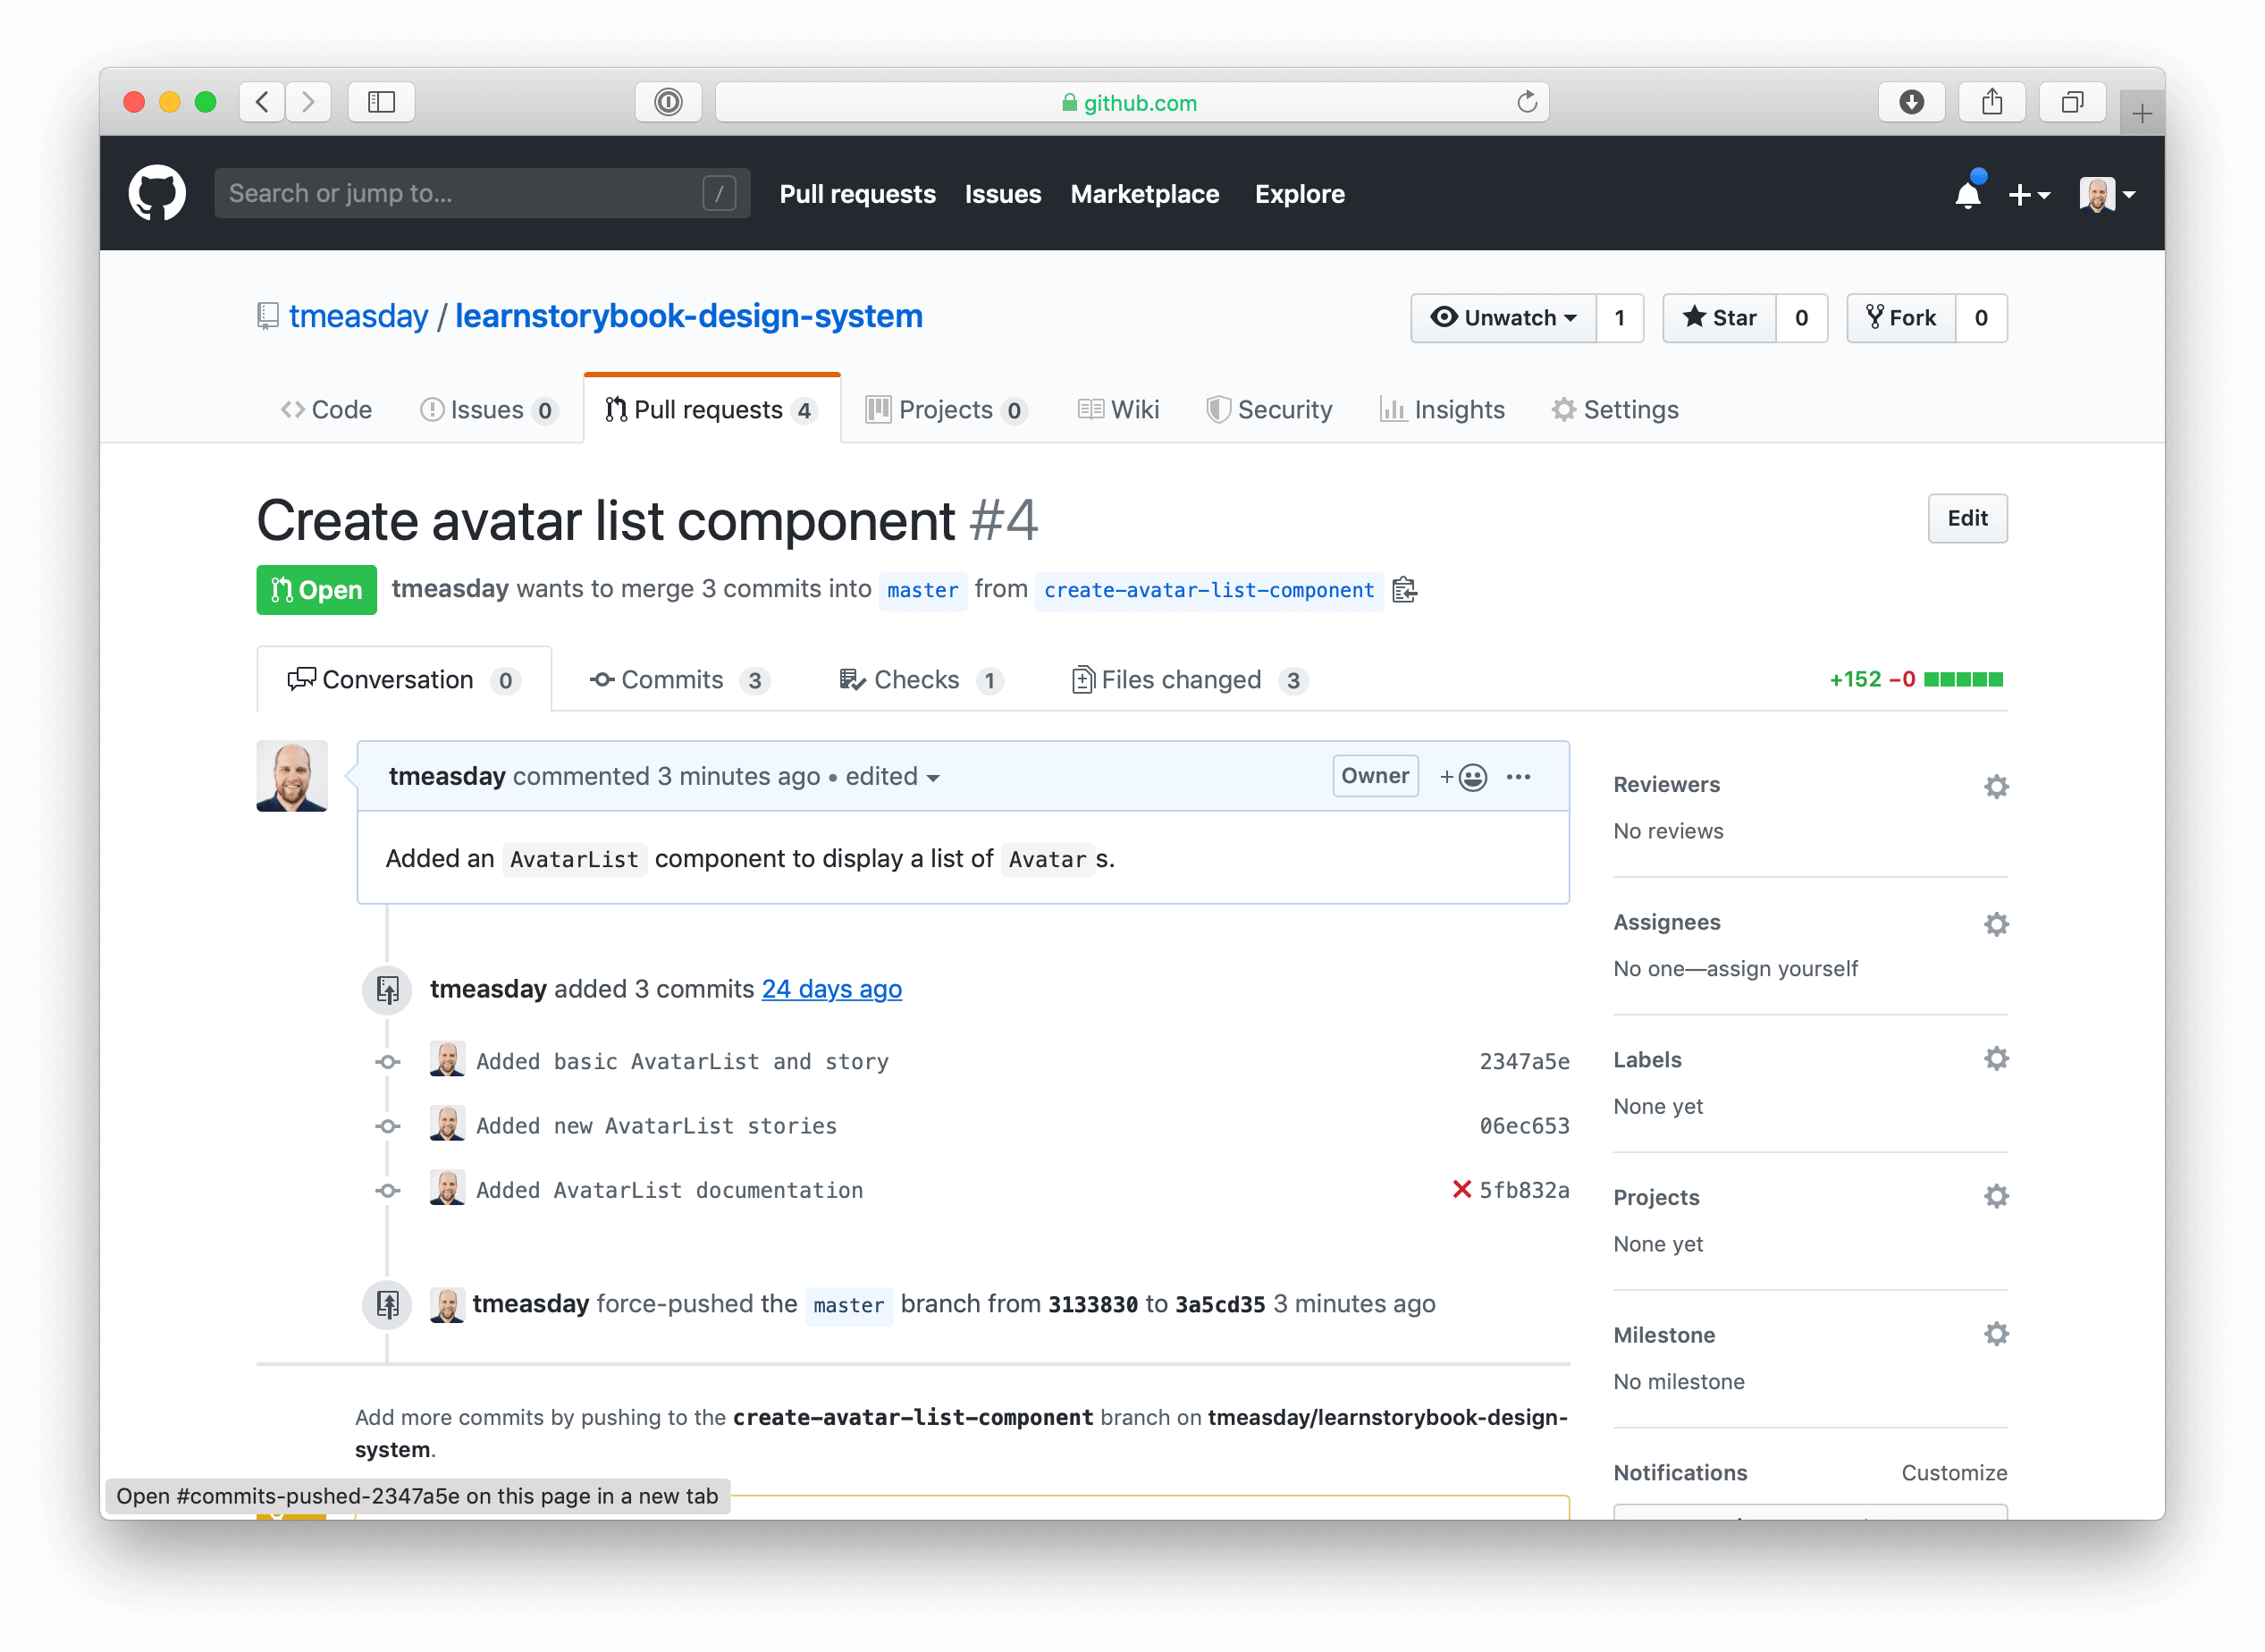 github.com
Search or jump to... /
Pull requests Issues Marketplace Explore
tmeasday / learnstorybook-design-system
Unwatch 1 Star 0 Fork 0
Code Issues 0 Pull requests 4 Projects 0 Wiki Security Insights Settings
Create avatar list component #4
Edit
Open tmeasday wants to merge 3 commits into master from create-avatar-list-component
Conversation 0 Commits 3 Checks 1 Files changed 3
+152 −0
tmeasday commented 3 minutes ago • edited
Owner
Added an AvatarList component to display a list of Avatar s.
tmeasday added 3 commits 24 days ago
Added basic AvatarList and story 2347a5e
Added new AvatarList stories 06ec653
Added AvatarList documentation 5fb832a
tmeasday force-pushed the master branch from 3133830 to 3a5cd35 3 minutes ago
Add more commits by pushing to the create-avatar-list-component branch on tmeasday/learnstorybook-design-
system.
Open #commits-pushed-2347a5e on this page in a new tab
Reviewers
No reviews
Assignees
No one—assign yourself
Labels
None yet
Projects
None yet
Milestone
No milestone
Notifications Customize